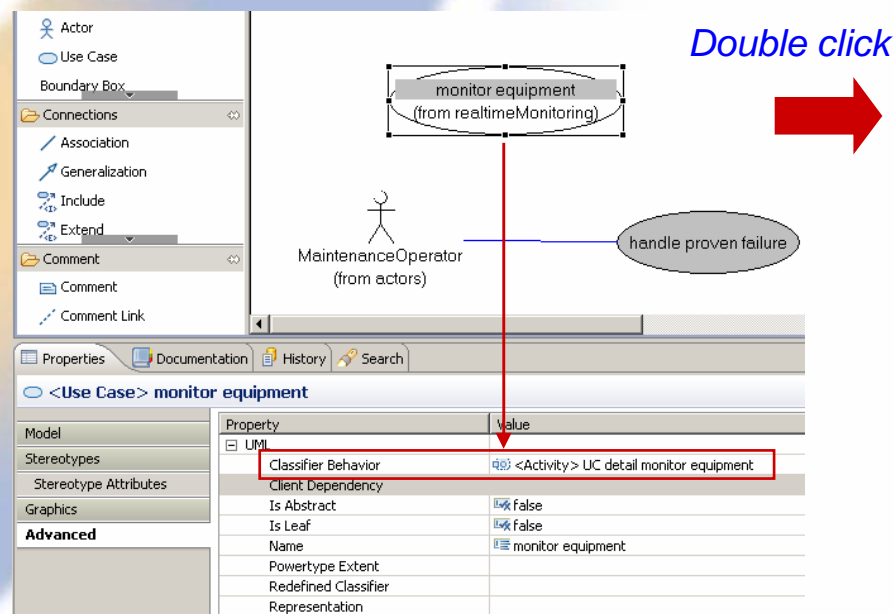 Actor
Use Case
Boundary Box
Connections
Association
Generalization
Include
Extend
Comment
Comment
Comment Link
Double click
monitor equipment
(from realtimeMonitoring)
MaintenanceOperator
(from actors)
handle proven failure
Properties Documentation History Search
<Use Case> monitor equipment
Model
Stereotypes
Stereotype Attributes
Graphics
Advanced
Property Value
UML
Classifier Behavior <Activity> UC detail monitor equipment
Client Dependency
Is Abstract false
Is Leaf false
Name monitor equipment
Powertype Extent
Redefined Classifier
Representation